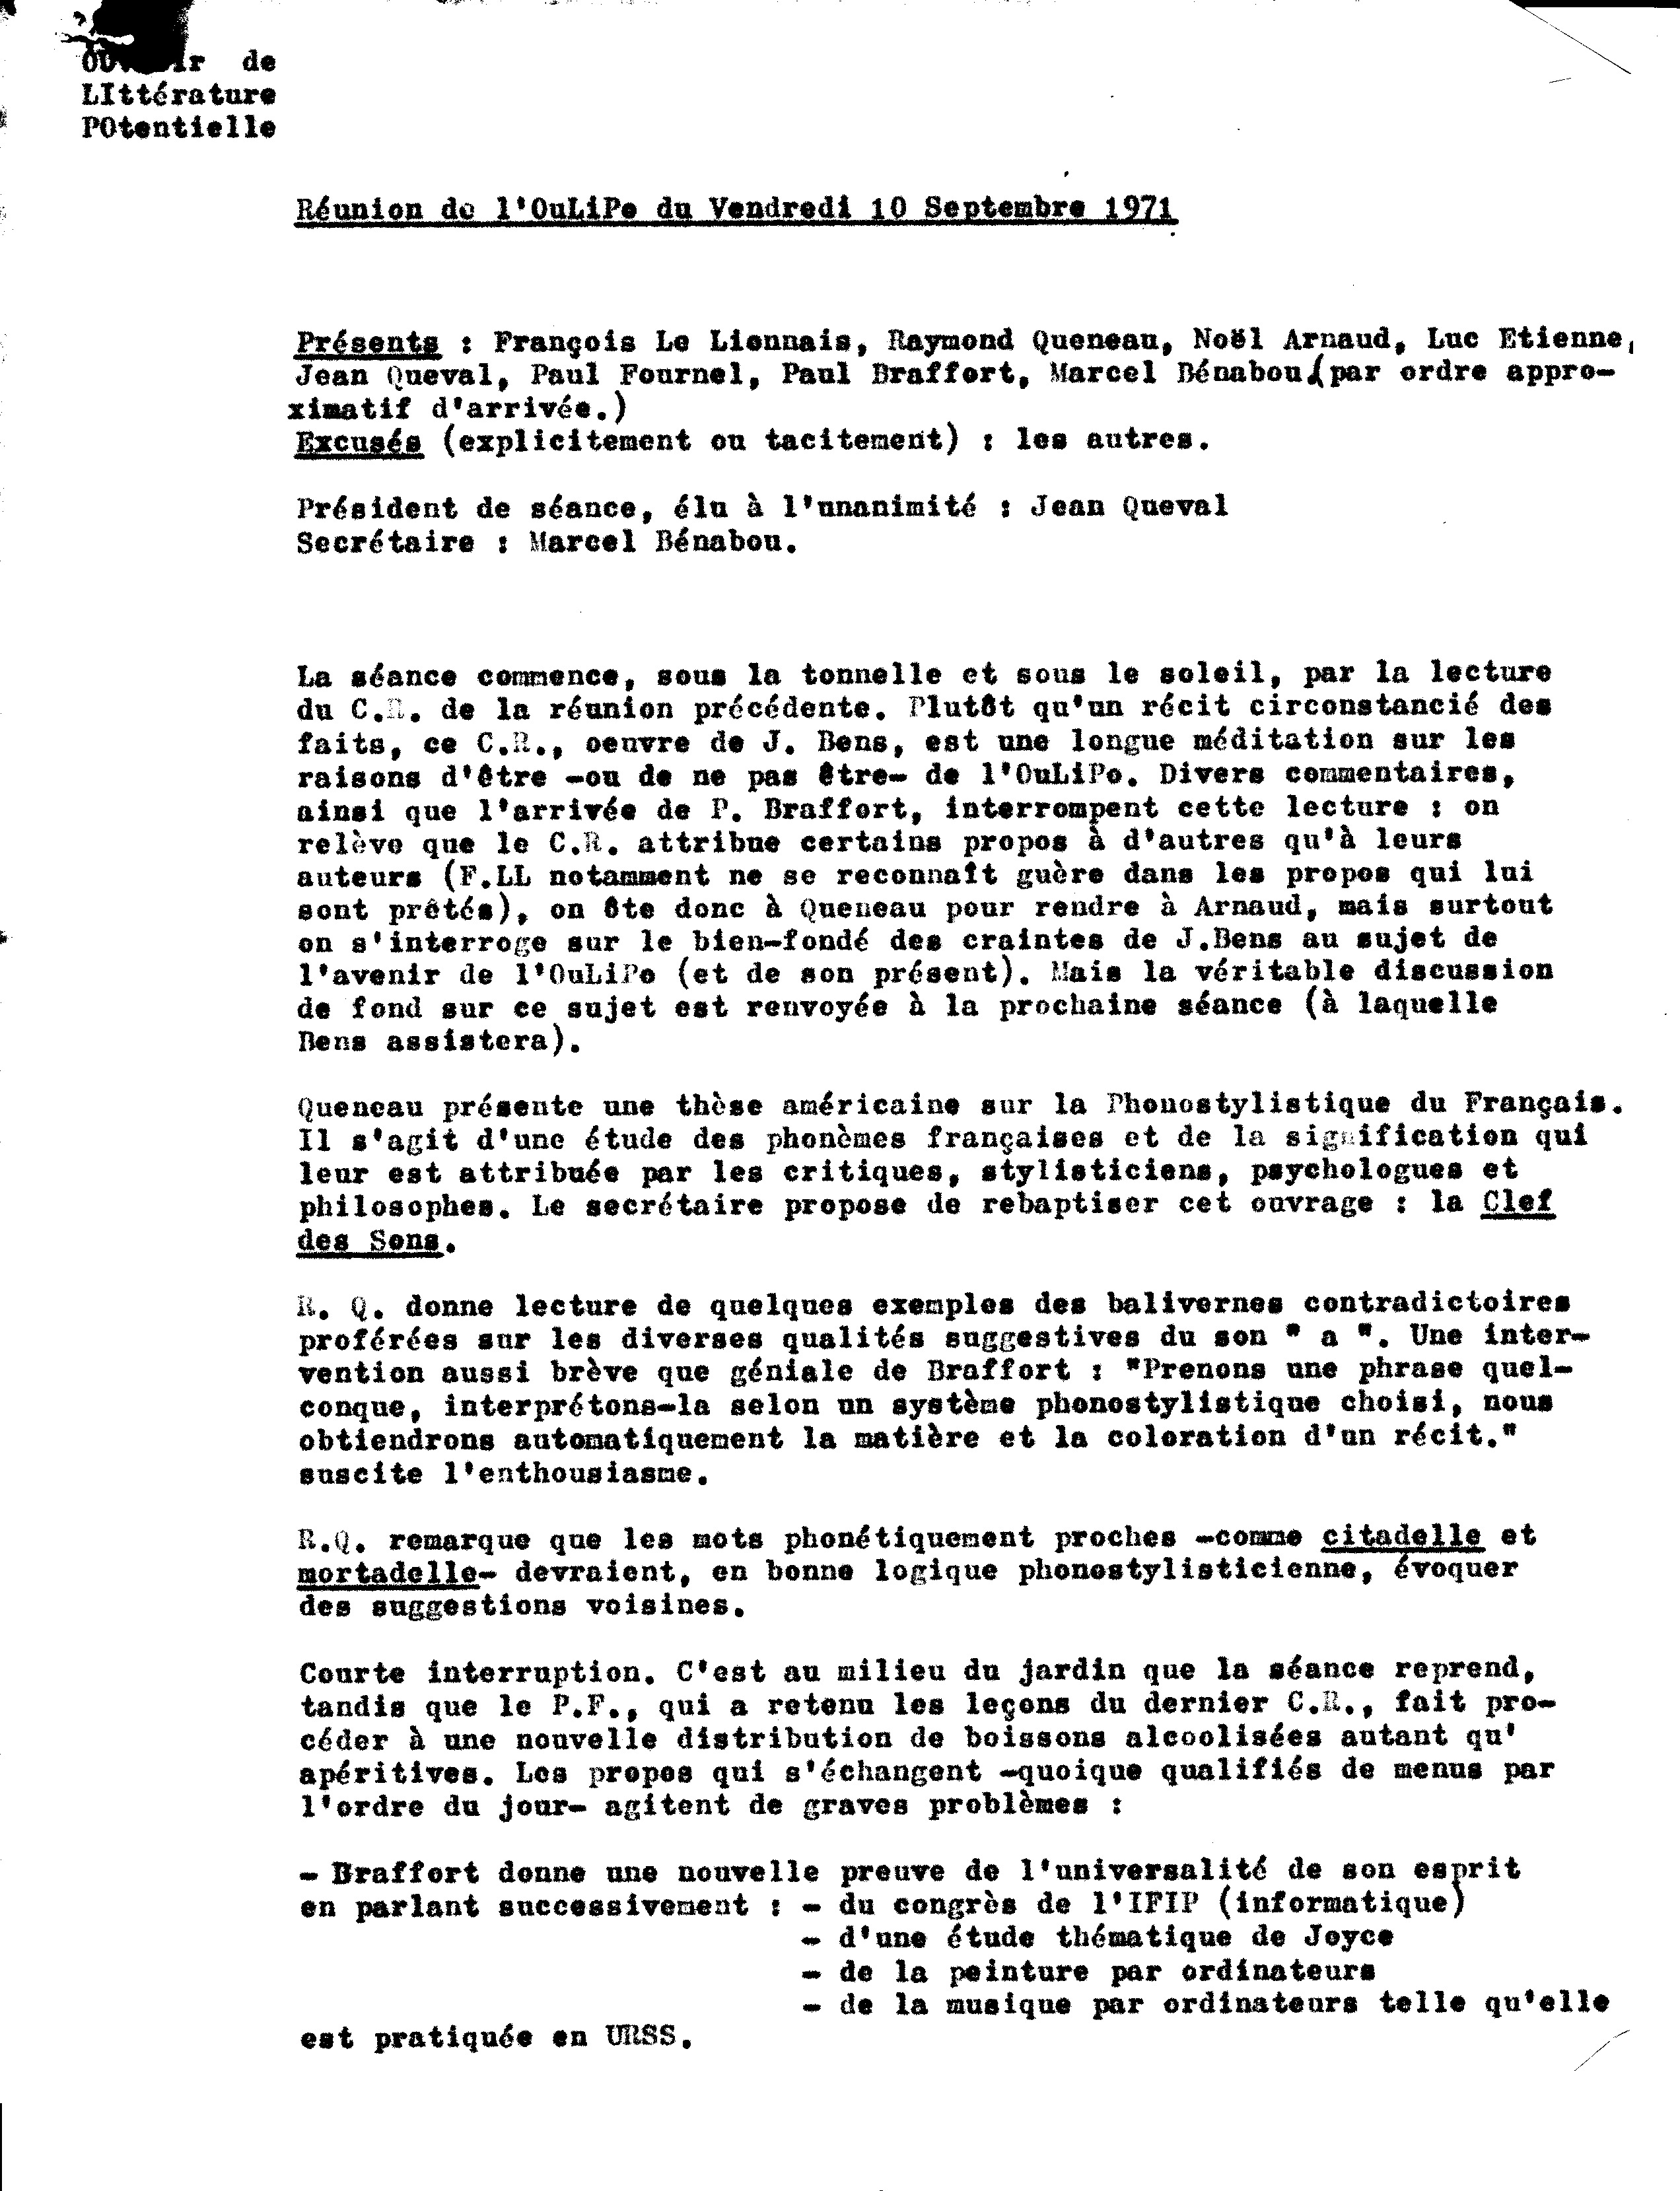 de
LIttérature
POtentielle
Réunion de l'OuLiPo du Vendredi 10 Septembre 1971
Présents : François Le Lionnais, Raymond Queneau, Noël Arnaud, Luc Etienne,
Jean Queval, Paul Fournel, Paul Braffort, Marcel Bénabou (par ordre appro-
ximatif d'arrivée.)
Excusés (explicitement ou tacitement) : les autres.
Président de séance, élu à l'unanimité : Jean Queval
Secrétaire : Marcel Bénabou.
La séance commence, sous la tonnelle et sous le soleil, par la lecture
du C.R. de la réunion précédente. Plutôt qu'un récit circonstancié des
faits, ce C.R., oeuvre de J. Bens, est une longue méditation sur les
raisons d'être -ou de ne pas être- de l'OuLiPo. Divers commentaires,
ainsi que l'arrivée de P. Braffort, interrompent cette lecture : on
relève que le C.R. attribue certains propos à d'autres qu'à leurs
auteurs (F.LL notamment ne se reconnaît guère dans les propos qui lui
sont prêtés), on ôte donc à Queneau pour rendre à Arnaud, mais surtout
on s'interroge sur le bien-fondé des craintes de J.Bens au sujet de
l'avenir de l'OuLiPo (et de son présent). Mais la véritable discussion
de fond sur ce sujet est renvoyée à la prochaine séance (à laquelle
Bens assistera).
Queneau présente une thèse américaine sur la Phonostylistique du Français.
Il s'agit d'une étude des phonèmes françaises et de la signification qui
leur est attribuée par les critiques, stylisticiens, psychologues et
philosophes. Le secrétaire propose de rebaptiser cet ouvrage : la Clef
des Sons.
R. Q. donne lecture de quelques exemples des balivernes contradictoires
proférées sur les diverses qualités suggestives du son " a ". Une inter-
vention aussi brève que géniale de Braffort : "Prenons une phrase quel-
conque, interprétons-la selon un système phonostylistique choisi, nous
obtiendrons automatiquement la matière et la coloration d'un récit."
suscite l'enthousiasme.
R.Q. remarque que les mots phonétiquement proches -comme citadelle et
mortadelle- devraient, en bonne logique phonostylisticienne, évoquer
des suggestions voisines.
Courte interruption. C'est au milieu du jardin que la séance reprend,
tandis que le P.F., qui a retenu les leçons du dernier C.R., fait pro-
céder à une nouvelle distribution de boissons alcoolisées autant qu'
apéritives. Les propos qui s'échangent -quoique qualifiés de menus par
l'ordre du jour- agitent de graves problèmes :
- Braffort donne une nouvelle preuve de l'universalité de son esprit
en parlant successivement : - du congrès de l'IFIP (informatique)
- d'une étude thématique de Joyce
- de la peinture par ordinateurs
- de la musique par ordinateurs telle qu'elle
est pratiquée en URSS.